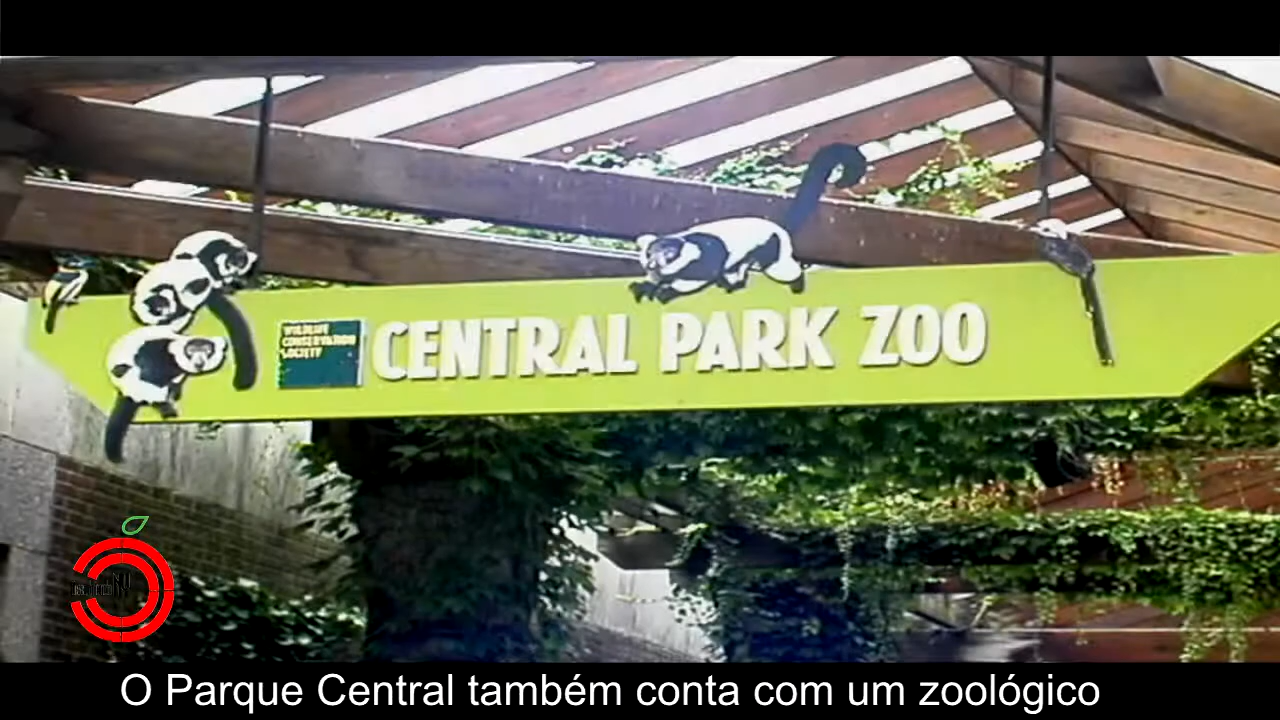 WILDLIFE
CONSERVATION
SOCIETY
CENTRAL PARK ZOO
O Parque Central também conta com um zoológico